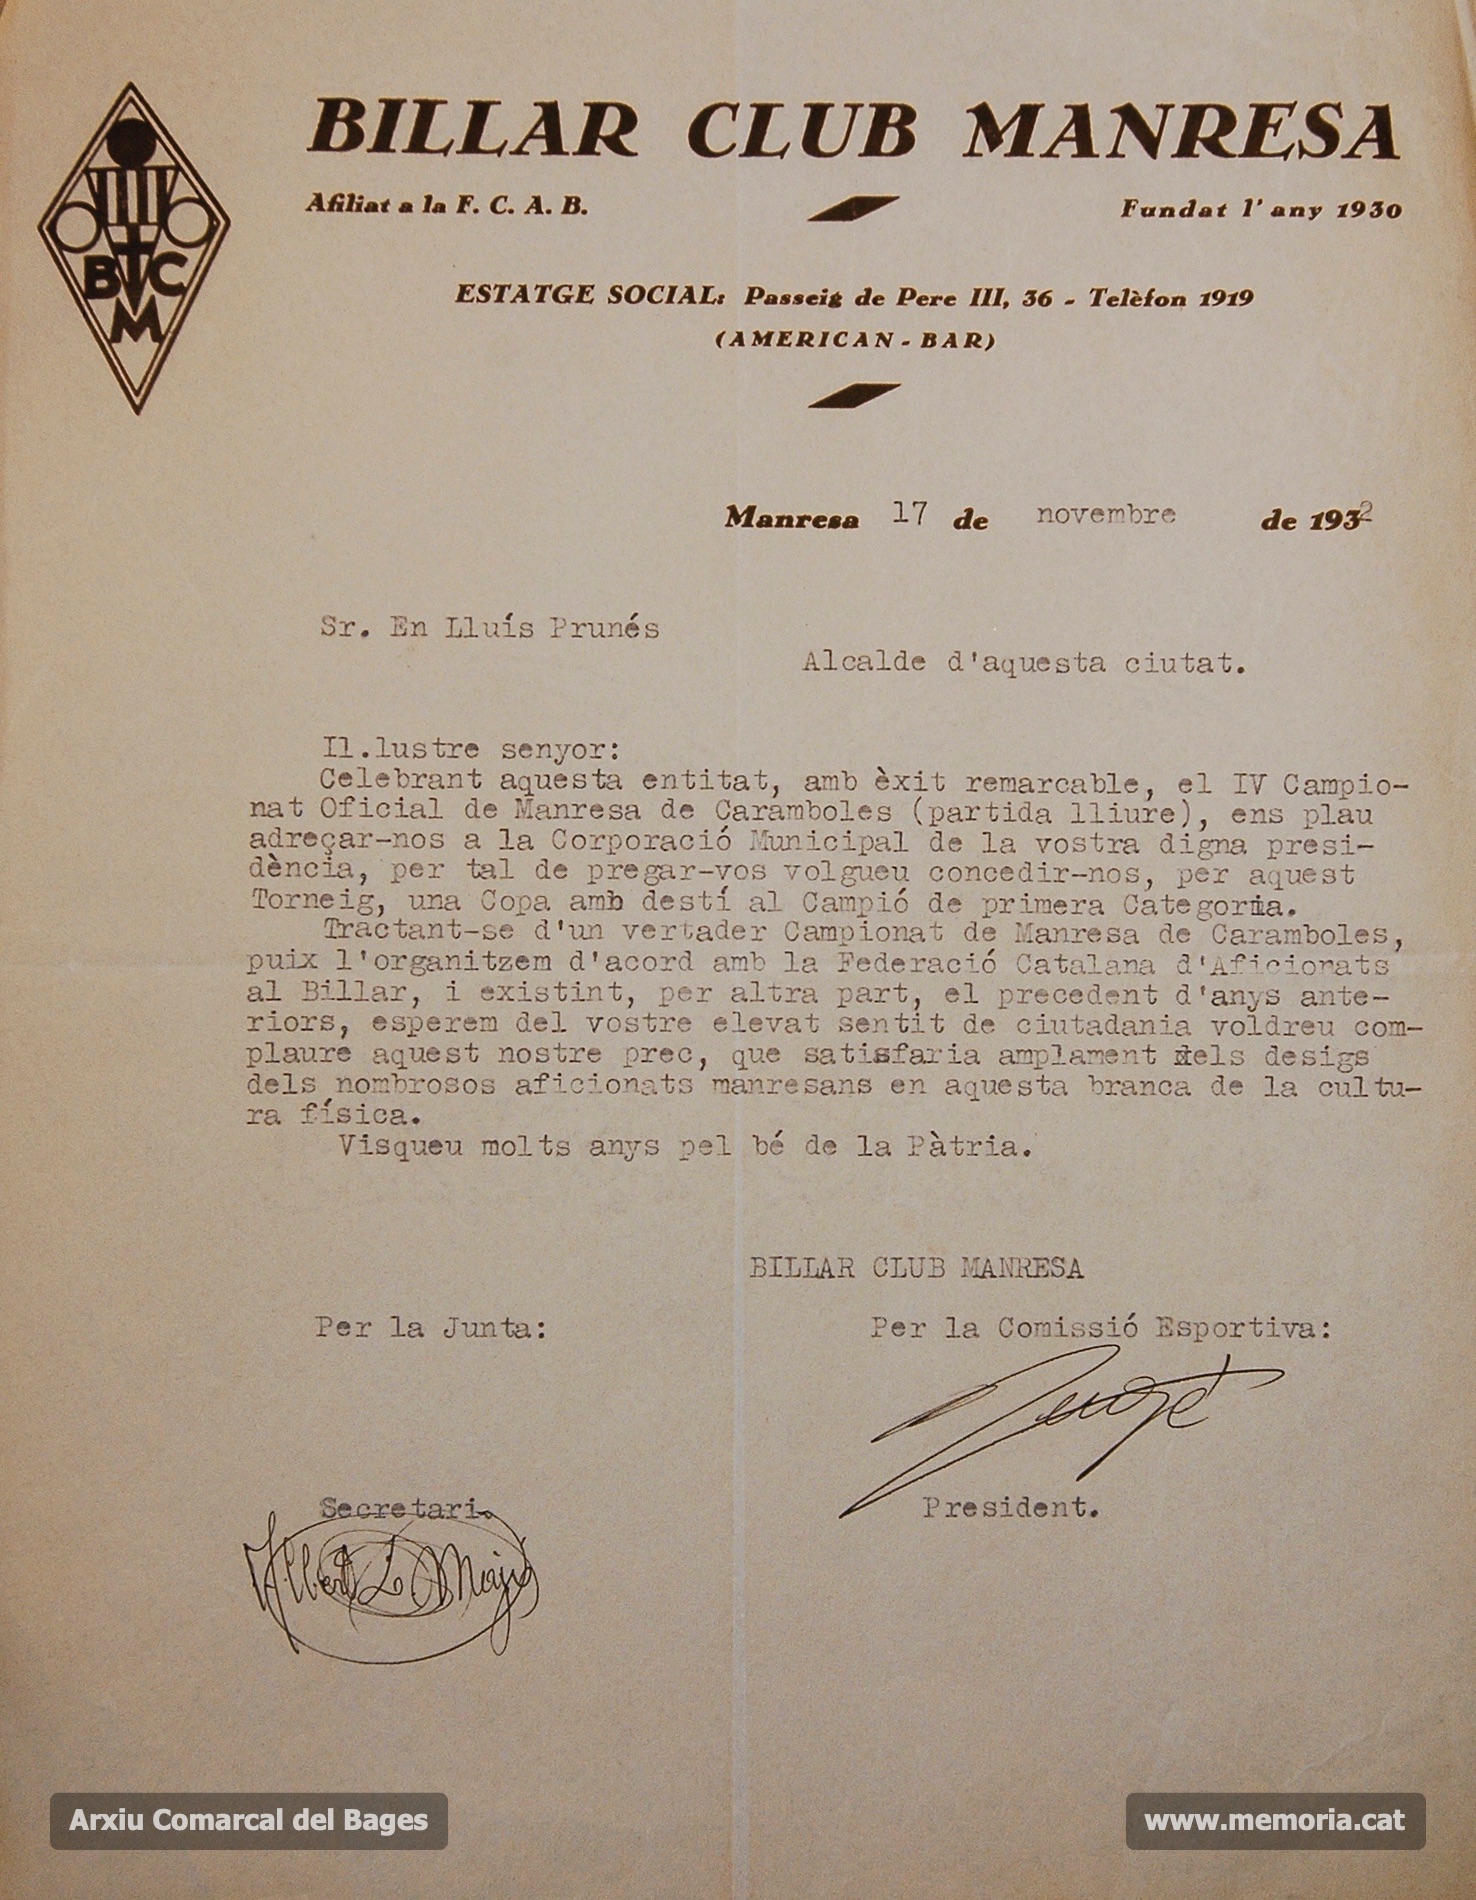 BILLAR CLUB MANRESA
Afiliat a la F. C. A. B.
Fundat l'any 1930
B C
M
ESTATGE SOCIAL: Passeig de Pere III, 36 - Telèfon 1919
(AMERICAN - BAR)
Manresa 17 de novembre de 1932
Sr. En Lluís Prunés
Alcalde d'aquesta ciutat.
Il.lustre senyor:
Celebrant aquesta entitat, amb èxit remarcable, el IV Campio-
nat Oficial de Manresa de Caramboles (partida lliure), ens plau
adreçar-nos a la Corporació Municipal de la vostra digna presi-
dència, per tal de pregar-vos volgueu concedir-nos, per aquest
Torneig, una Copa amb destí al Campió de primera Categoria.
Tractant-se d'un vertader Campionat de Manresa de Caramboles,
puix l'organitzem d'acord amb la Federació Catalana d'Aficionats
al Billar, i existint, per altra part, el precedent d'anys ante-
riors, esperem del vostre elevat sentit de ciutadania voldreu com-
plaure aquest nostre prec, que satisfaria amplament els desigs
dels nombrosos aficionats manresans en aquesta branca de la cultu-
ra física.
Visqueu molts anys pel bé de la Pàtria.
BILLAR CLUB MANRESA
Per la Junta:
Per la Comissió Esportiva:
Secretari.
President.
Albert
Arxiu Comarcal del Bages
www.memoria.cat